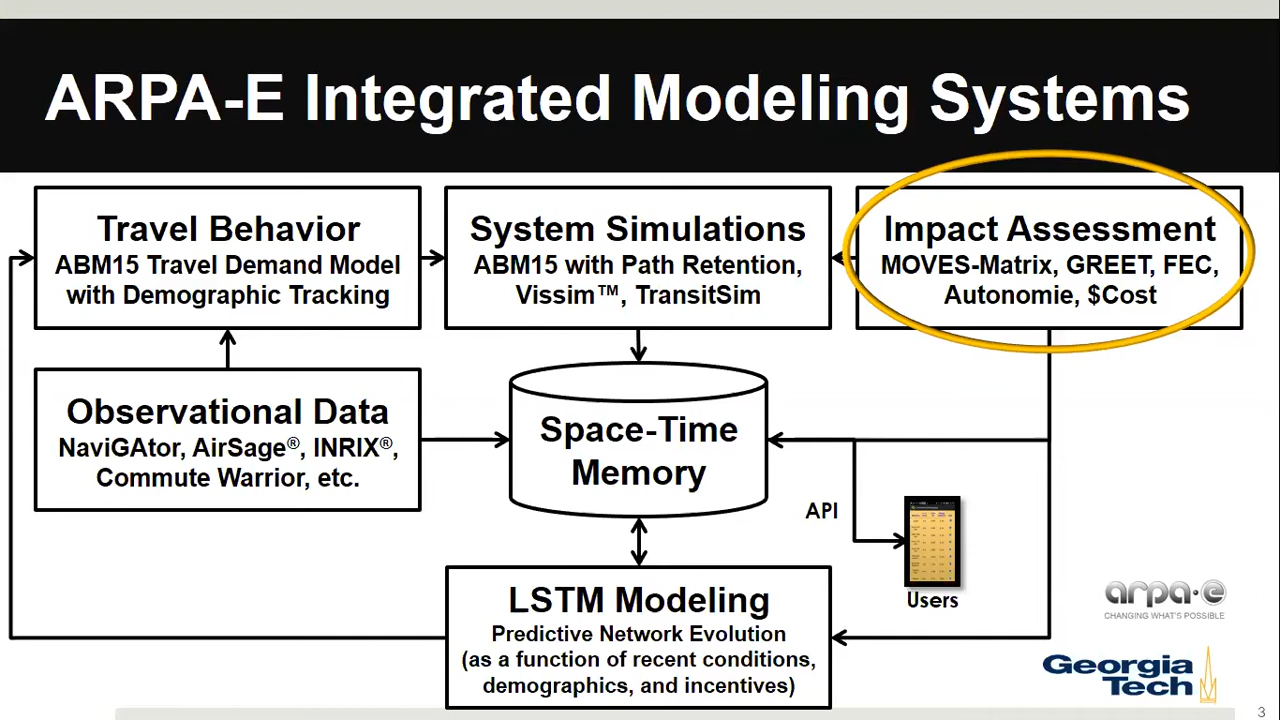 ARPA-E Integrated Modeling Systems
Travel Behavior
ABM15 Travel Demand Model
with Demographic Tracking
System Simulations
ABM15 with Path Retention,
Vissim™, TransitSim
Impact Assessment
MOVES-Matrix, GREET, FEC,
Autonomie, $Cost
Observational Data
NaviGAtor, AirSage®, INRIX®,
Commute Warrior, etc.
Space-Time
Memory
API
Users
LSTM Modeling
Predictive Network Evolution
(as a function of recent conditions,
demographics, and incentives)
arpa·e
CHANGING WHAT'S POSSIBLE
Georgia
Tech
3